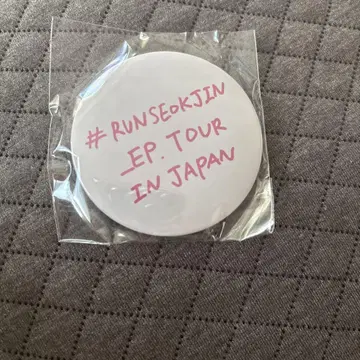 #RUNSEOKJIN
_EP. TOUR
IN JAPAN